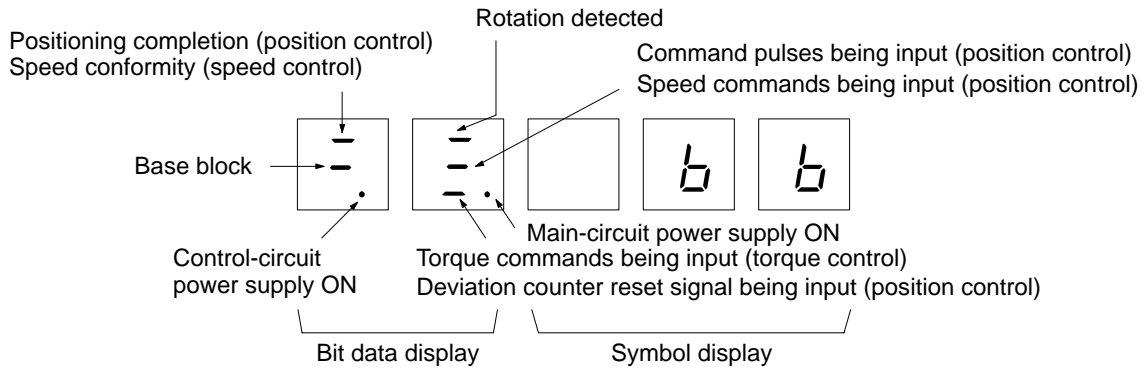 Rotation detected
Positioning completion (position control)
Speed conformity (speed control)
Command pulses being input (position control)
Speed commands being input (position control)
Base block
b b
Control-circuit
power supply ON
Main-circuit power supply ON
Torque commands being input (torque control)
Deviation counter reset signal being input (position control)
Bit data display
Symbol display